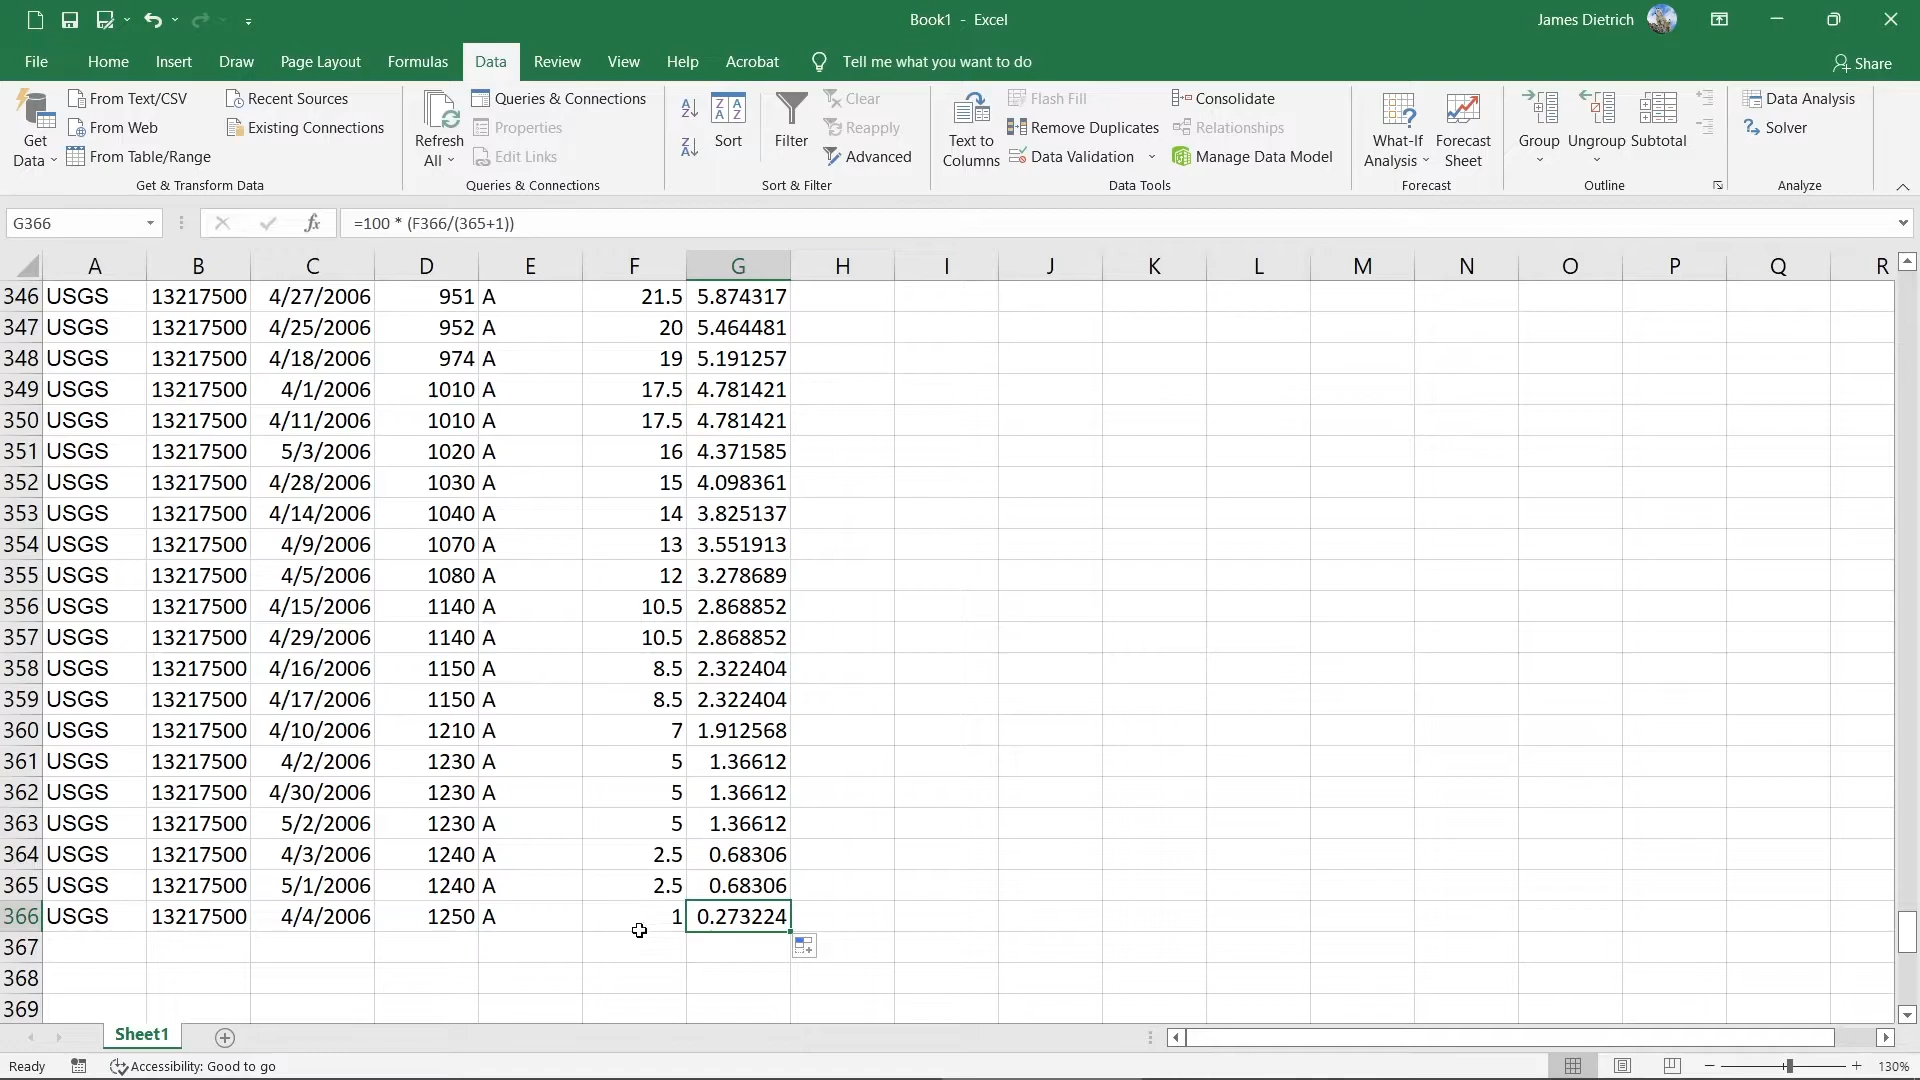 Book1 - Excel
James Dietrich
File Home Insert Draw Page Layout Formulas Data Review View Help Acrobat Tell me what you want to do Share
Get Data
From Text/CSV
From Web
From Table/Range
Recent Sources
Existing Connections
Get & Transform Data
Refresh All
Queries & Connections
Properties
Edit Links
Queries & Connections
A Z
Z A
Z A
A Z
Sort
Filter
Clear
Reapply
Advanced
Sort & Filter
Text to Columns
Flash Fill
Remove Duplicates
Data Validation
Consolidate
Relationships
Manage Data Model
Data Tools
What-If Analysis
Forecast Sheet
Forecast
Group
Ungroup
Subtotal
Outline
Data Analysis
Solver
Analyze
G366 fx =100 * (F366/(365+1))
A B C D E F G H I J K L M N O P Q R
346 USGS 13217500 4/27/2006 951 A 21.5 5.874317
347 USGS 13217500 4/25/2006 952 A 20 5.464481
348 USGS 13217500 4/18/2006 974 A 19 5.191257
349 USGS 13217500 4/1/2006 1010 A 17.5 4.781421
350 USGS 13217500 4/11/2006 1010 A 17.5 4.781421
351 USGS 13217500 5/3/2006 1020 A 16 4.371585
352 USGS 13217500 4/28/2006 1030 A 15 4.098361
353 USGS 13217500 4/14/2006 1040 A 14 3.825137
354 USGS 13217500 4/9/2006 1070 A 13 3.551913
355 USGS 13217500 4/5/2006 1080 A 12 3.278689
356 USGS 13217500 4/15/2006 1140 A 10.5 2.868852
357 USGS 13217500 4/29/2006 1140 A 10.5 2.868852
358 USGS 13217500 4/16/2006 1150 A 8.5 2.322404
359 USGS 13217500 4/17/2006 1150 A 8.5 2.322404
360 USGS 13217500 4/10/2006 1210 A 7 1.912568
361 USGS 13217500 4/2/2006 1230 A 5 1.36612
362 USGS 13217500 4/30/2006 1230 A 5 1.36612
363 USGS 13217500 5/2/2006 1230 A 5 1.36612
364 USGS 13217500 4/3/2006 1240 A 2.5 0.68306
365 USGS 13217500 5/1/2006 1240 A 2.5 0.68306
366 USGS 13217500 4/4/2006 1250 A 1 0.273224
367
368
369
Sheet1
Ready Accessibility: Good to go 130%